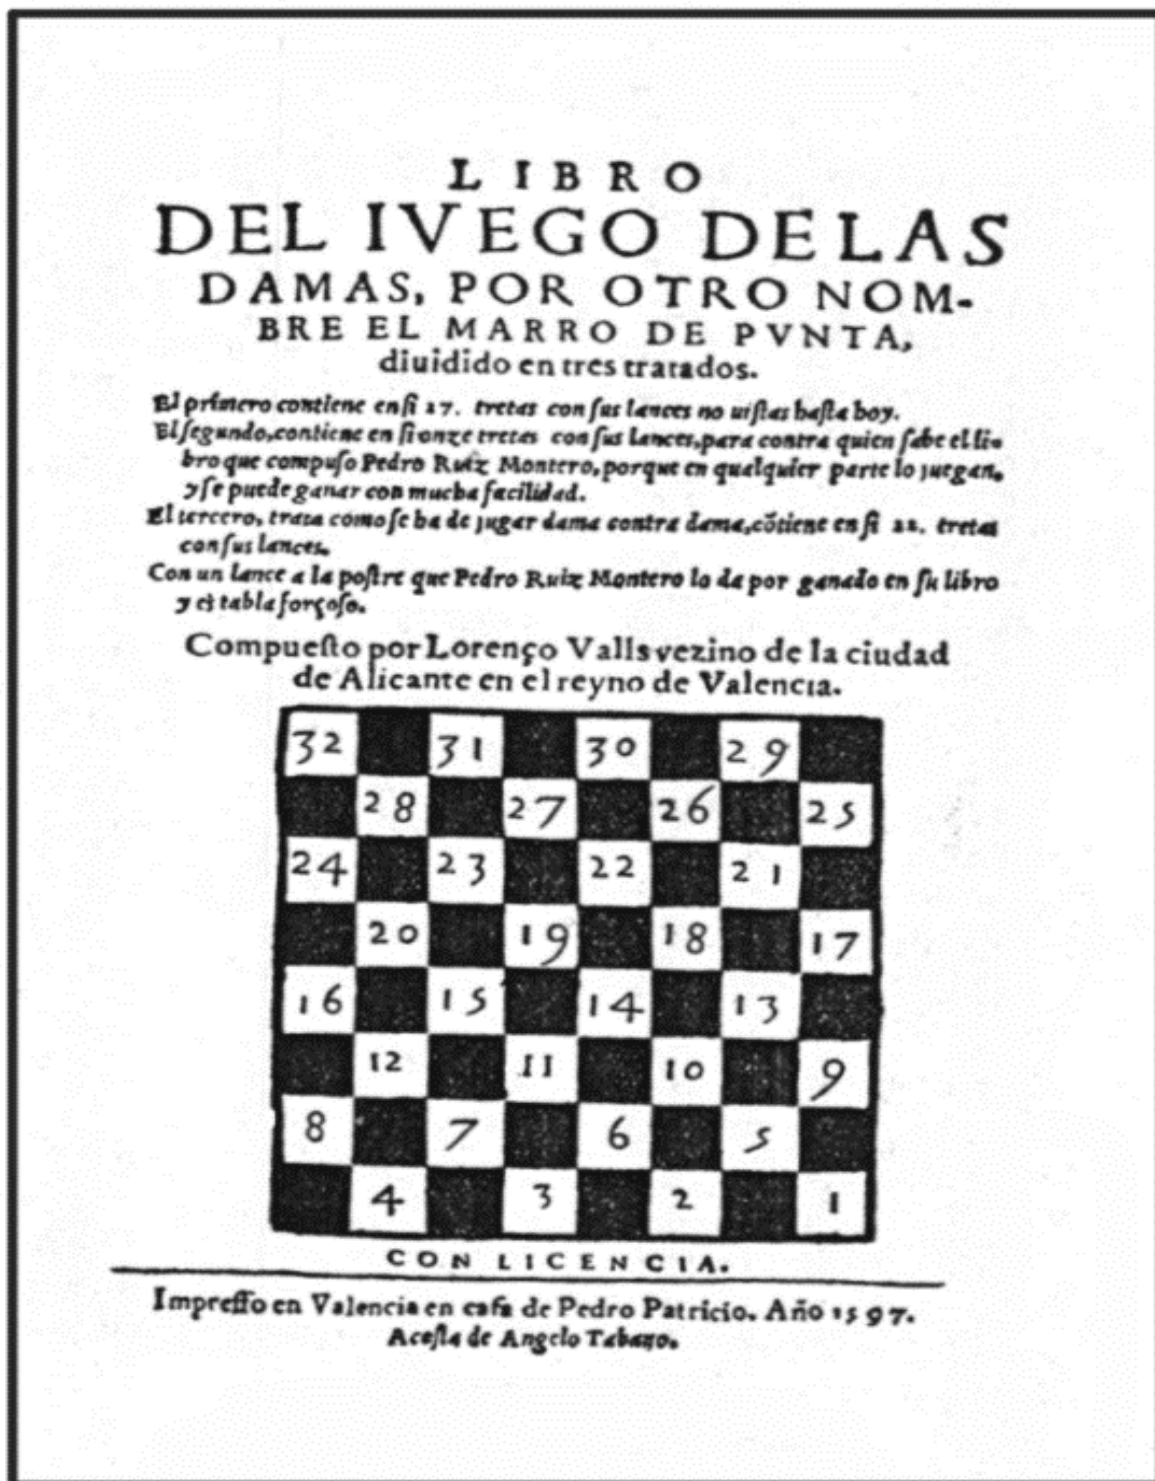 LIBRO
DEL IVEGO DELAS
DAMAS, POR OTRO NOM-
BRE EL MARRO DE PVNTA,
diuidido en tres tratados.
El primero contiene en ſi 27. tretas con ſus lances no uiſtas haſta hoy.
El ſegundo, contiene en ſi onze tretas con ſus lances, para contra quien ſabe el li-
bro que compuſo Pedro Ruiz Montero, porque en qualquier parte lo juegan.
y ſe puede ganar con mucha facilidad.
El tercero, trata como ſe ha de jugar dama contra dama, cõtiene en ſi 22. tretas
con ſus lances.
Con un lance a la poſtre que Pedro Ruiz Montero lo da por ganado en ſu libro
y es tabla forçoſo.
Compueſto por Lorenço Valls vezino de la ciudad
de Alicante en el reyno de Valencia.
32 31 30 29
28 27 26 25
24 23 22 21
20 19 18 17
16 15 14 13
12 11 10 9
8 7 6 5
4 3 2 1
CON LICENCIA.
Impreſſo en Valencia en caſa de Pedro Patricio. Año 1597.
A coſta de Angelo Tabano.